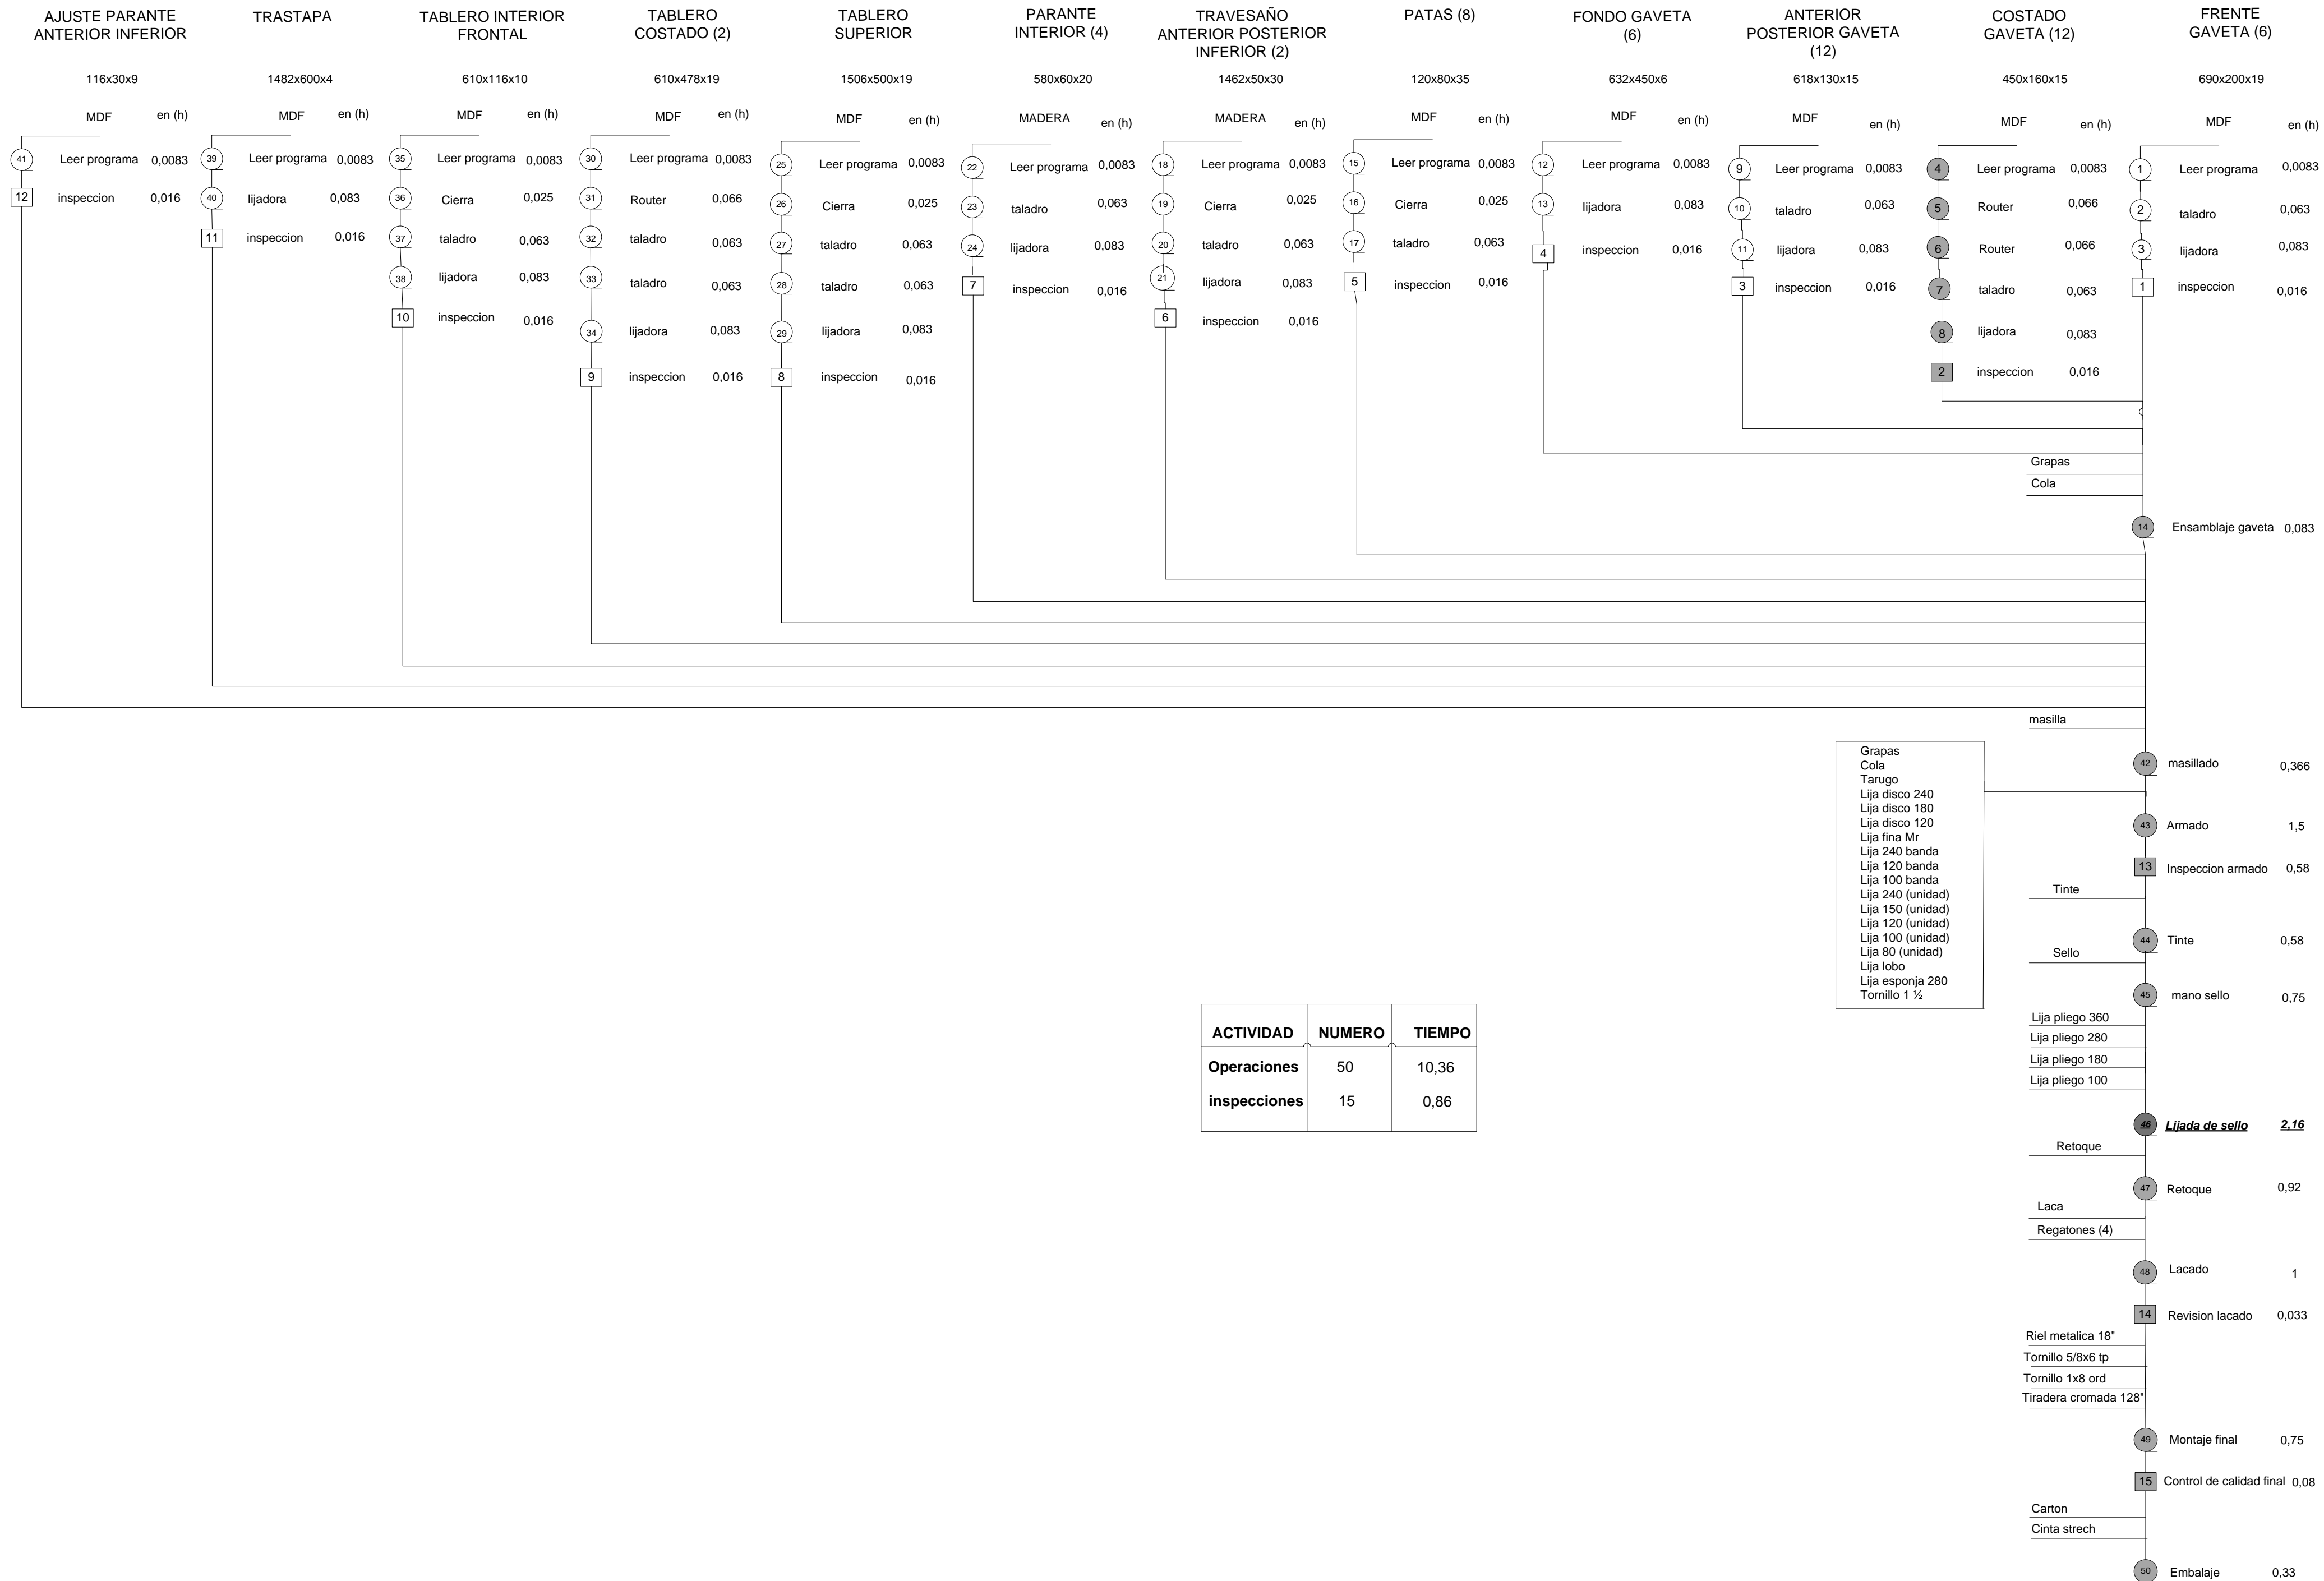 AJUSTE PARANTE
ANTERIOR INFERIOR
116x30x9
MDF en (h)
41 Leer programa 0,0083
12 inspeccion 0,016
TRASTAPA
1482x600x4
MDF en (h)
39 Leer programa 0,0083
40 lijadora 0,083
11 inspeccion 0,016
TABLERO INTERIOR
FRONTAL
610x116x10
MDF en (h)
35 Leer programa 0,0083
36 Cierra 0,025
37 taladro 0,063
38 lijadora 0,083
10 inspeccion 0,016
TABLERO
COSTADO (2)
610x478x19
MDF en (h)
30 Leer programa 0,0083
31 Router 0,066
32 taladro 0,063
33 taladro 0,063
34 lijadora 0,083
9 inspeccion 0,016
TABLERO
SUPERIOR
1506x500x19
MDF en (h)
25 Leer programa 0,0083
26 Cierra 0,025
27 taladro 0,063
28 taladro 0,063
29 lijadora 0,083
8 inspeccion 0,016
PARANTE
INTERIOR (4)
580x60x20
MADERA en (h)
22 Leer programa 0,0083
23 taladro 0,063
24 lijadora 0,083
7 inspeccion 0,016
TRAVESAÑO
ANTERIOR POSTERIOR
INFERIOR (2)
1462x50x30
MADERA en (h)
18 Leer programa 0,0083
19 Cierra 0,025
20 taladro 0,063
21 lijadora 0,083
6 inspeccion 0,016
PATAS (8)
120x80x35
MDF en (h)
15 Leer programa 0,0083
16 Cierra 0,025
17 taladro 0,063
5 inspeccion 0,016
FONDO GAVETA
(6)
632x450x6
MDF en (h)
12 Leer programa 0,0083
13 lijadora 0,083
4 inspeccion 0,016
ANTERIOR
POSTERIOR GAVETA
(12)
618x130x15
MDF en (h)
9 Leer programa 0,0083
10 taladro 0,063
11 lijadora 0,083
3 inspeccion 0,016
COSTADO
GAVETA (12)
450x160x15
MDF en (h)
4 Leer programa 0,0083
5 Router 0,066
6 Router 0,066
7 taladro 0,063
8 lijadora 0,083
2 inspeccion 0,016
FRENTE
GAVETA (6)
690x200x19
MDF en (h)
1 Leer programa 0,0083
2 taladro 0,063
3 lijadora 0,083
1 inspeccion 0,016
Grapas
Cola
14 Ensamblaje gaveta 0,083
masilla
42 masillado 0,366
Grapas
Cola
Tarugo
Lija disco 240
Lija disco 180
Lija disco 120
Lija fina Mr
Lija 240 banda
Lija 120 banda
Lija 100 banda
Lija 240 (unidad)
Lija 150 (unidad)
Lija 120 (unidad)
Lija 100 (unidad)
Lija 80 (unidad)
Lija lobo
Lija esponja 280
Tornillo 1 ½
43 Armado 1,5
13 Inspeccion armado 0,58
Tinte
44 Tinte 0,58
Sello
45 mano sello 0,75
Lija pliego 360
Lija pliego 280
Lija pliego 180
Lija pliego 100
46 Lijada de sello 2,16
Retoque
47 Retoque 0,92
Laca
Regatones (4)
48 Lacado 1
14 Revision lacado 0,033
Riel metalica 18"
Tornillo 5/8x6 tp
Tornillo 1x8 ord
Tiradera cromada 128"
49 Montaje final 0,75
15 Control de calidad final 0,08
Carton
Cinta strech
50 Embalaje 0,33
ACTIVIDAD NUMERO TIEMPO
Operaciones 50 10,36
inspecciones 15 0,86